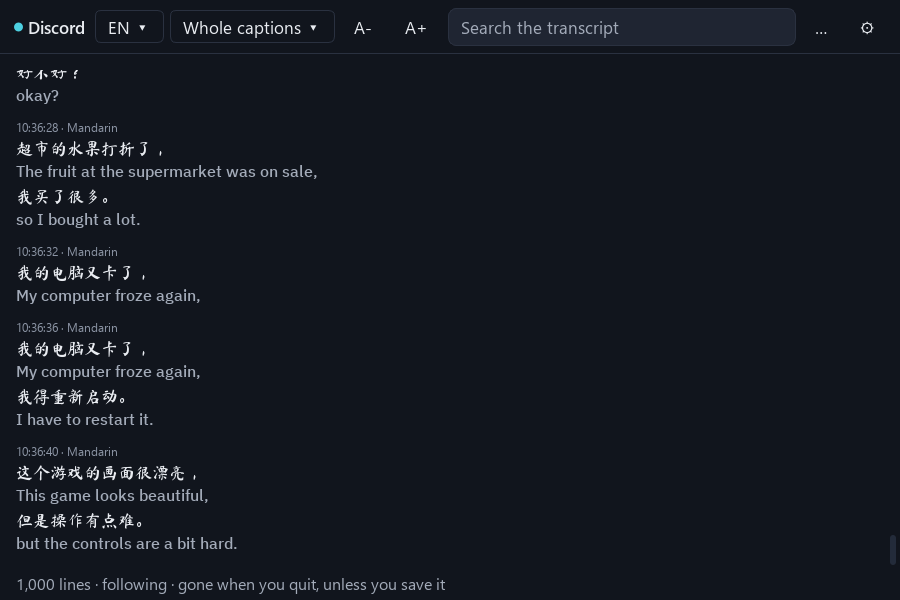 Discord EN ▾ Whole captions ▾ A- A+ Search the transcript ... ⚙
好不好？
okay?
10:36:28 · Mandarin
超市的水果打折了，
The fruit at the supermarket was on sale,
我买了很多。
so I bought a lot.
10:36:32 · Mandarin
我的电脑又卡了，
My computer froze again,
10:36:36 · Mandarin
我的电脑又卡了，
My computer froze again,
我得重新启动。
I have to restart it.
10:36:40 · Mandarin
这个游戏的画面很漂亮，
This game looks beautiful,
但是操作有点难。
but the controls are a bit hard.
1,000 lines · following · gone when you quit, unless you save it